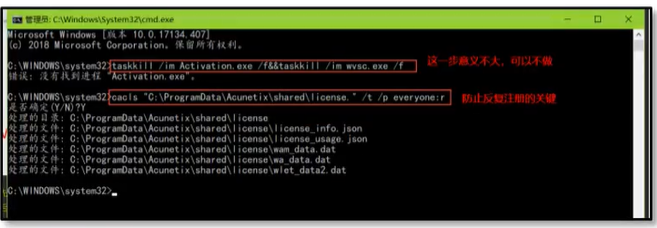 管理员: C:\Windows\System32\cmd.exe
Microsoft Windows [版本 10.0.17134.407]
(c) 2018 Microsoft Corporation。保留所有权利。
C:\WINDOWS\system32>taskkill /im Activation.exe /f&&taskkill /im wvsc.exe /f
这一步意义不大，可以不做
错误: 没有找到进程 "Activation.exe"。
C:\WINDOWS\system32>cacls "C:\ProgramData\Acunetix\shared\license." /t /p everyone:r
防止反复注册的关键
是否确定(Y/N)?Y
处理的目录: C:\ProgramData\Acunetix\shared\license
处理的文件: C:\ProgramData\Acunetix\shared\license\license_info.json
处理的文件: C:\ProgramData\Acunetix\shared\license\license_usage.json
处理的文件: C:\ProgramData\Acunetix\shared\license\wam_data.dat
处理的文件: C:\ProgramData\Acunetix\shared\license\wa_data.dat
处理的文件: C:\ProgramData\Acunetix\shared\license\wlet_data2.dat
C:\WINDOWS\system32>